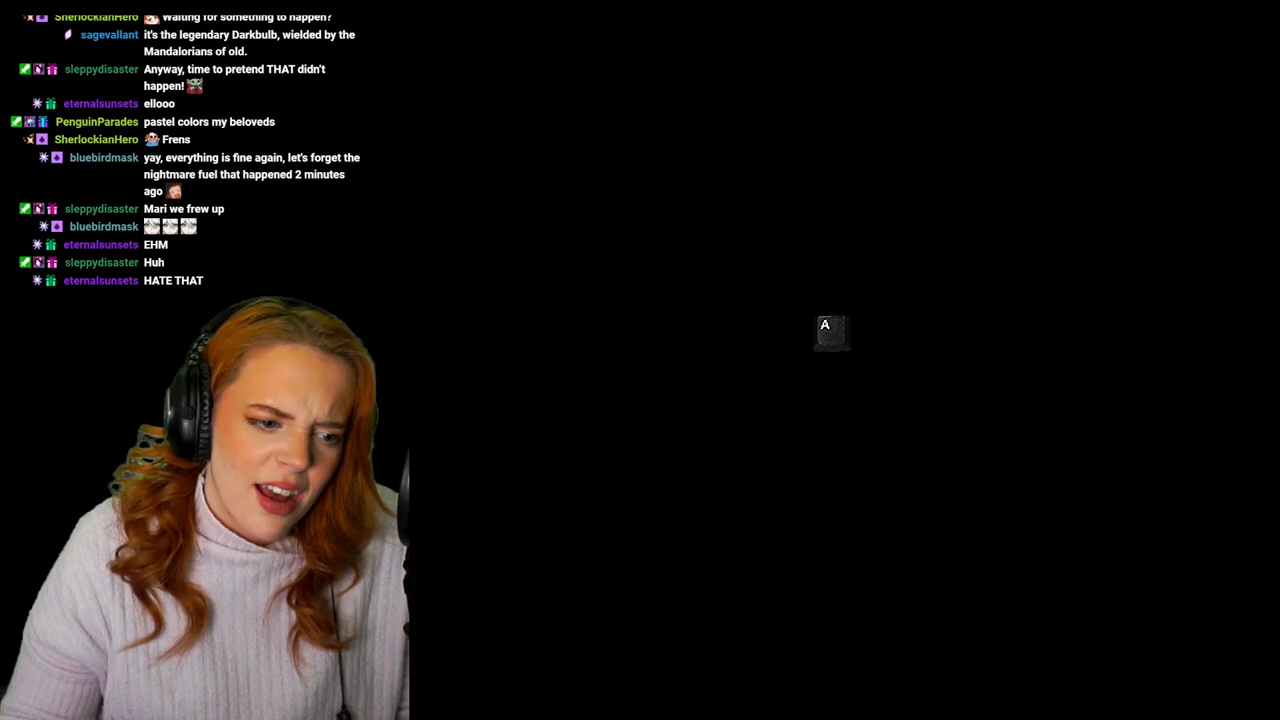 SherlockianHero Waiting for something to happen?
sagevallant it's the legendary Darkbulb, wielded by the
Mandalorians of old.
sleppydisaster Anyway, time to pretend THAT didn't
happen!
eternalsunsets ellooo
PenguinParades pastel colors my beloveds
SherlockianHero Frens
bluebirdmask yay, everything is fine again, let's forget the
nightmare fuel that happened 2 minutes
ago
sleppydisaster Mari we frew up
bluebirdmask
eternalsunsets EHM
sleppydisaster Huh
eternalsunsets HATE THAT
A